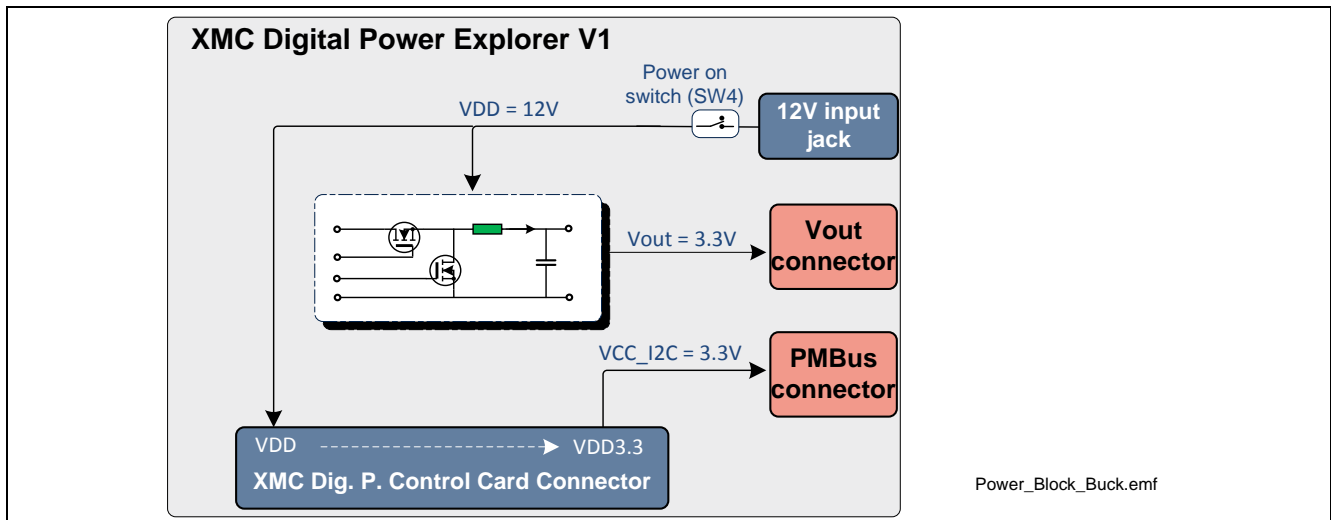 XMC Digital Power Explorer V1
Power on
switch (SW4)
VDD = 12V
12V input
jack
Vout = 3.3V
Vout
connector
VCC_I2C = 3.3V
PMBus
connector
VDD
VDD3.3
XMC Dig. P. Control Card Connector
Power_Block_Buck.emf